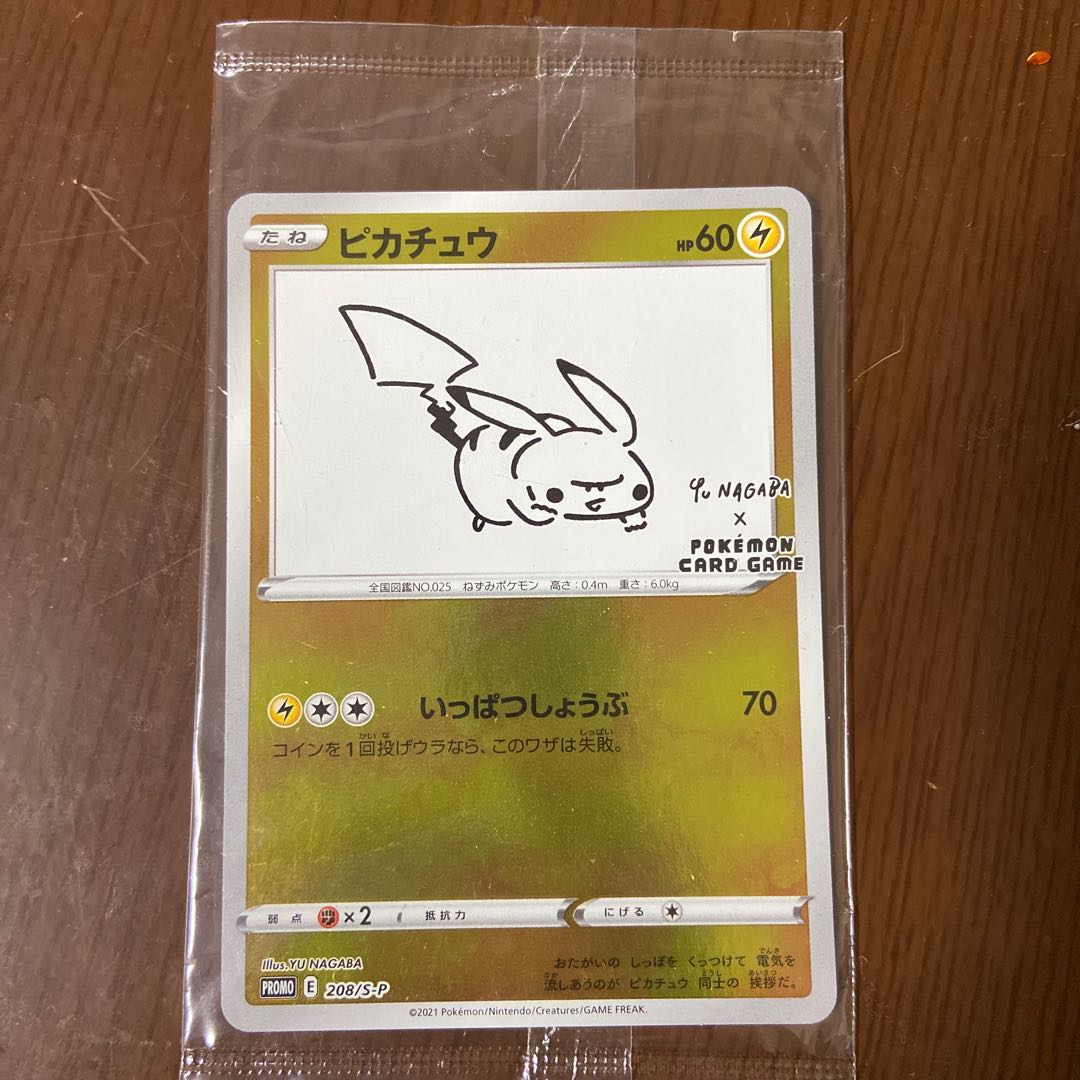 たね ピカチュウ HP60
YU NAGABA
×
POKÉMON
CARD GAME
全国図鑑NO.025 ねずみポケモン 高さ:0.4m 重さ:6.0kg
いっぱつしょうぶ 70
コインを1回投げウラなら、このワザは失敗。
弱点 ×2 抵抗力 にげる
Illus.YU NAGABA
PROMO E 208/S-P
おたがいの しっぽを くっつけて 電気を
流しあうのが ピカチュウ 同士の 挨拶だ。
©2021 Pokémon/Nintendo/Creatures/GAME FREAK.